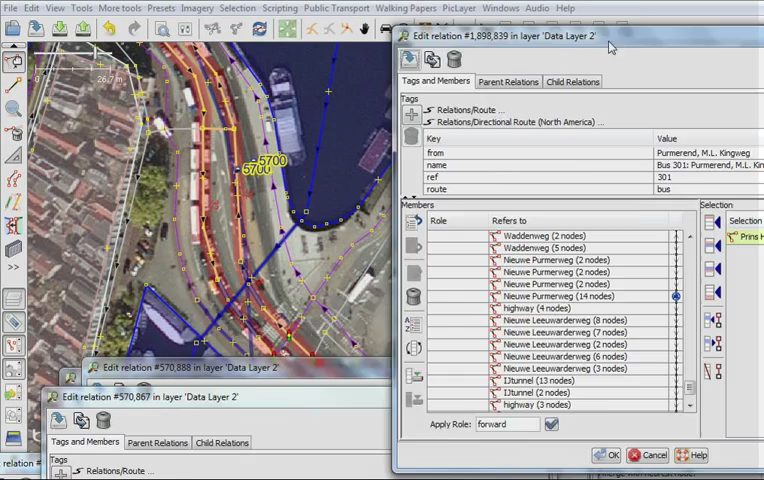 File Edit View Tools More tools Presets Imagery Selection Scripting Public Transport Walking Papers PicLayer Windows Audio Help
26.7 m
5700
5700
>>
Edit relation #1,898,839 in layer 'Data Layer 2'
Tags and Members Parent Relations Child Relations
Tags
Relations/Route ...
Relations/Directional Route (North America) ...
Key Value
from Purmerend, M.L. Kingweg
name Bus 301: Purmerend, M.L. Kin
ref 301
route bus
Members Selection
Role Refers to Selection
Waddenweg (2 nodes) Prins H
Waddenweg (5 nodes)
Nieuwe Purmerweg (2 nodes)
Nieuwe Purmerweg (2 nodes)
Nieuwe Purmerweg (2 nodes)
Nieuwe Purmerweg (14 nodes)
highway (4 nodes)
Nieuwe Leeuwarderweg (8 nodes)
Nieuwe Leeuwarderweg (7 nodes)
Nieuwe Leeuwarderweg (2 nodes)
Nieuwe Leeuwarderweg (6 nodes)
Nieuwe Leeuwarderweg (3 nodes)
IJtunnel (13 nodes)
IJtunnel (2 nodes)
highway (3 nodes)
Apply Role: forward
OK Cancel Help
Edit relation #570,888 in layer 'Data Layer 2'
Edit relation #570,867 in layer 'Data Layer 2'
Tags and Members Parent Relations Child Relations
Tags
Relations/Route ...
it relation #